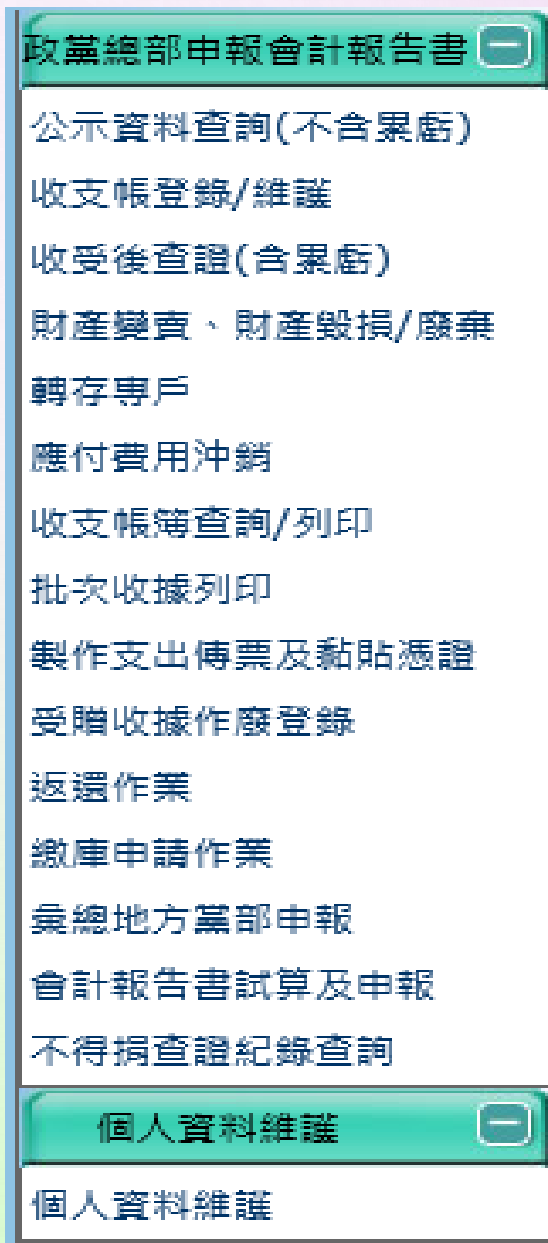 政黨總部申報會計報告書
公示資料查詢(不含累虧)
收支帳登錄/維護
收受後查證(含累虧)
財產變賣、財產毀損/廢棄
轉存專戶
應付費用沖銷
收支帳簿查詢/列印
批次收據列印
製作支出傳票及黏貼憑證
受贈收據作廢登錄
返還作業
繳庫申請作業
彙總地方黨部申報
會計報告書試算及申報
不得捐查證紀錄查詢
個人資料維護
個人資料維護